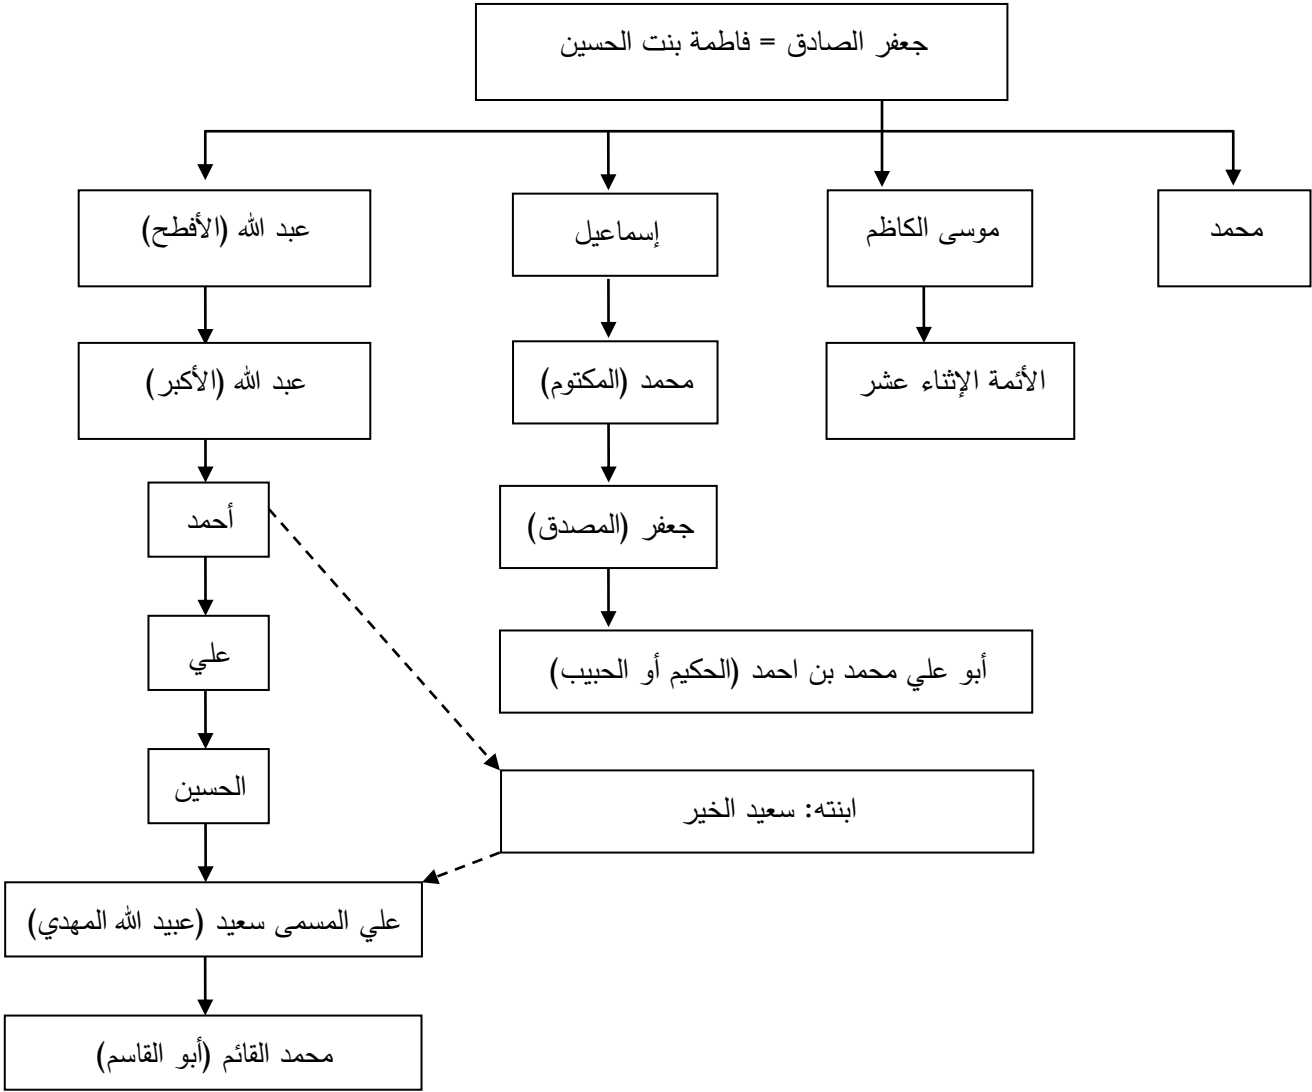 جعفر الصادق = فاطمة بنت الحسين
محمد
موسى الكاظم
إسماعيل
عبد الله (الأفطح)
الأئمة الإثناء عشر
محمد (المكتوم)
عبد الله (الأكبر)
جعفر (المصدق)
أحمد
علي
أبو علي محمد بن احمد (الحكيم أو الحبيب)
الحسين
ابنته: سعيد الخير
علي المسمى سعيد (عبيد الله المهدي)
محمد القائم (أبو القاسم)